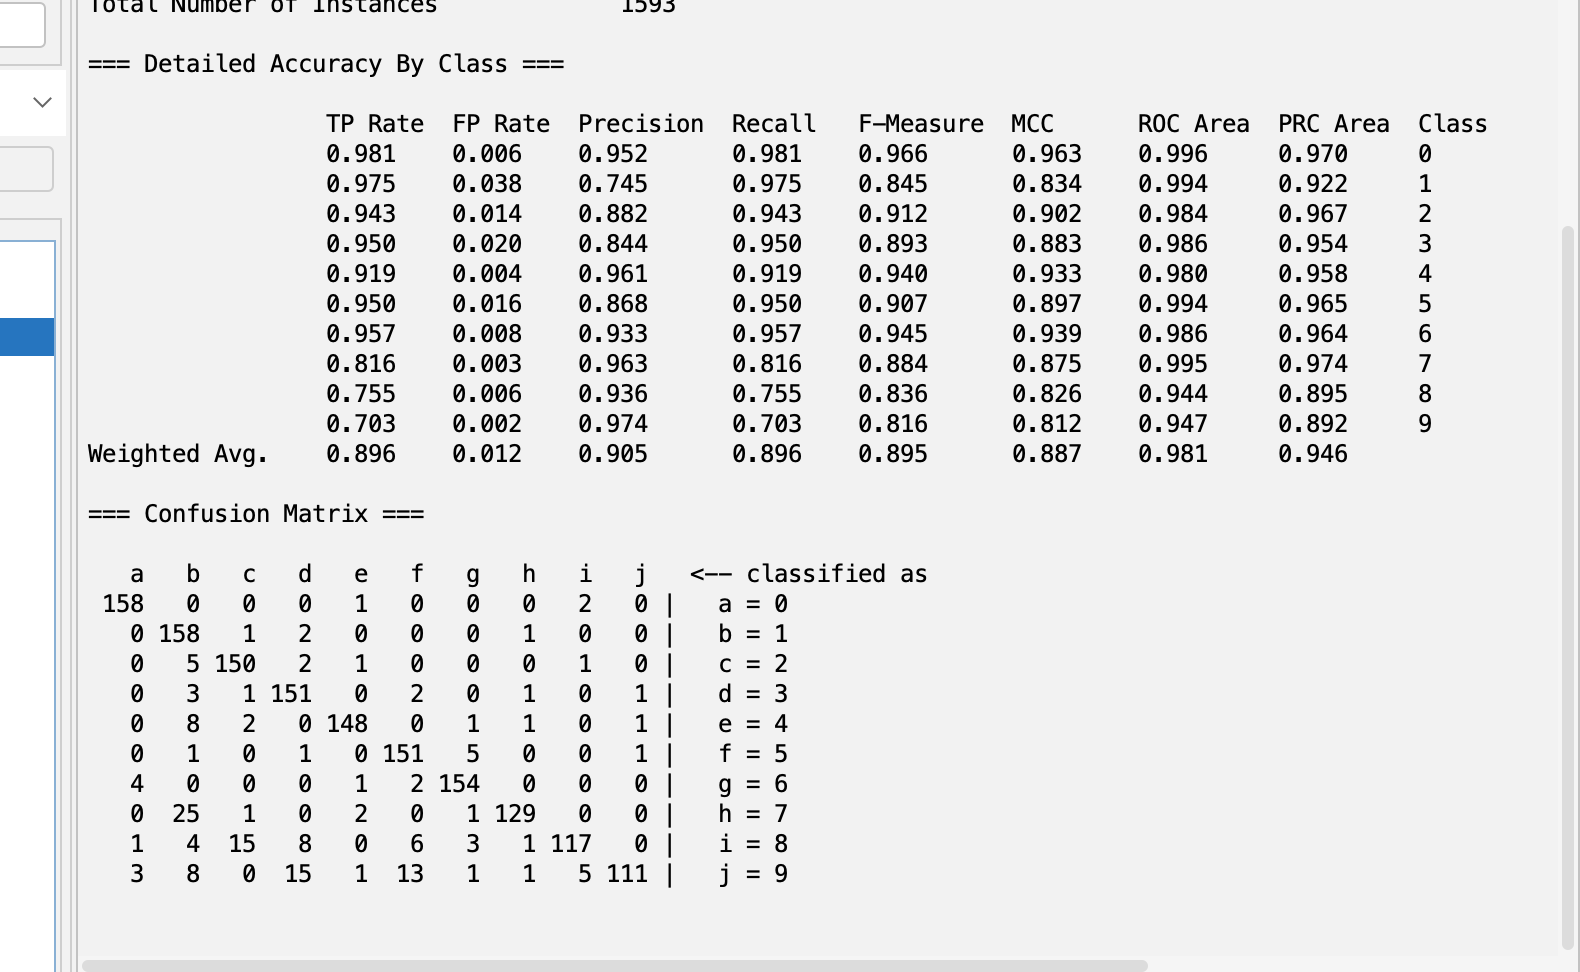 Total Number of Instances 1593
=== Detailed Accuracy By Class ===
TP Rate FP Rate Precision Recall F-Measure MCC ROC Area PRC Area Class
0.981 0.006 0.952 0.981 0.966 0.963 0.996 0.970 0
0.975 0.038 0.745 0.975 0.845 0.834 0.994 0.922 1
0.943 0.014 0.882 0.943 0.912 0.902 0.984 0.967 2
0.950 0.020 0.844 0.950 0.893 0.883 0.986 0.954 3
0.919 0.004 0.961 0.919 0.940 0.933 0.980 0.958 4
0.950 0.016 0.868 0.950 0.907 0.897 0.994 0.965 5
0.957 0.008 0.933 0.957 0.945 0.939 0.986 0.964 6
0.816 0.003 0.963 0.816 0.884 0.875 0.995 0.974 7
0.755 0.006 0.936 0.755 0.836 0.826 0.944 0.895 8
0.703 0.002 0.974 0.703 0.816 0.812 0.947 0.892 9
Weighted Avg. 0.896 0.012 0.905 0.896 0.895 0.887 0.981 0.946
=== Confusion Matrix ===
a b c d e f g h i j <-- classified as
158 0 0 0 1 0 0 0 2 0 | a = 0
0 158 1 2 0 0 0 1 0 0 | b = 1
0 5 150 2 1 0 0 0 1 0 | c = 2
0 3 1 151 0 2 0 1 0 1 | d = 3
0 8 2 0 148 0 1 1 0 1 | e = 4
0 1 0 1 0 151 5 0 0 1 | f = 5
4 0 0 0 1 2 154 0 0 0 | g = 6
0 25 1 0 2 0 1 129 0 0 | h = 7
1 4 15 8 0 6 3 1 117 0 | i = 8
3 8 0 15 1 13 1 1 5 111 | j = 9